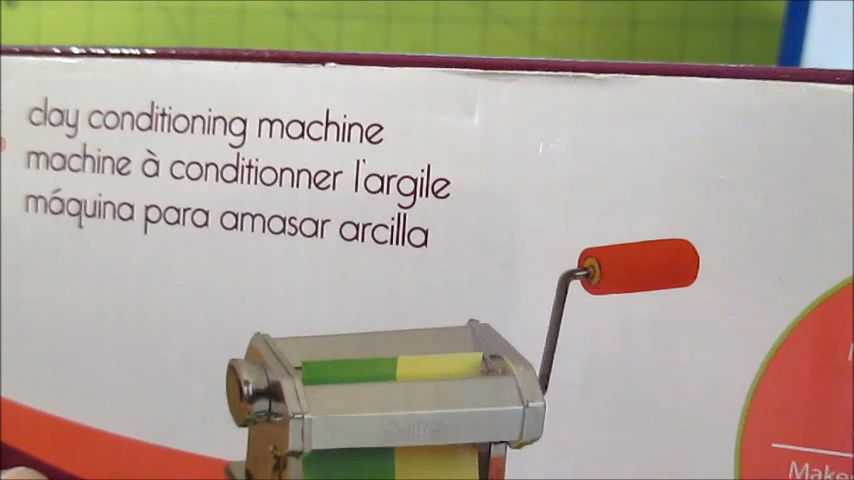 clay conditioning machine
machine à conditionner l'argile
máquina para amasar arcilla
Make